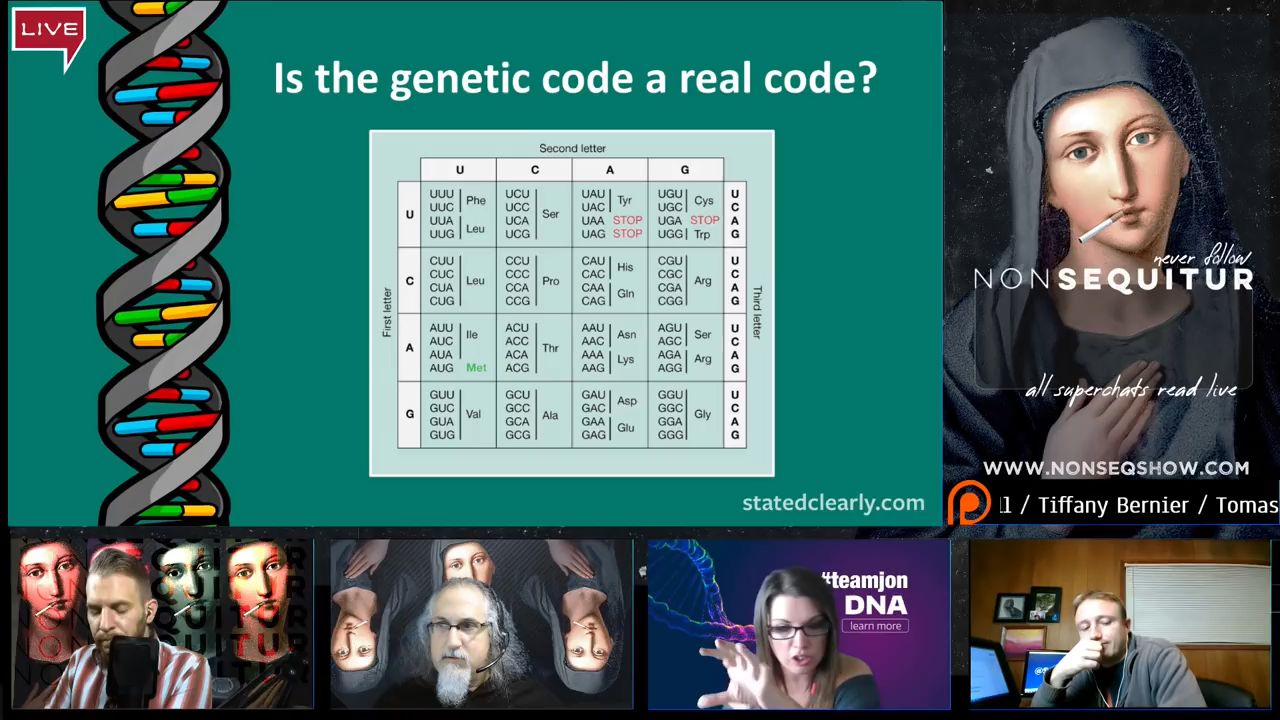 LIVE
Is the genetic code a real code?
Second letter
U C A G
First letter
U
UUU
UUC
Phe
UUA
UUG
Leu
UCU
UCC
UCA
UCG
Ser
UAU
UAC
Tyr
UAA STOP
UAG STOP
UGU
UGC
Cys
UGA STOP
UGG Trp
U
C
A
G
C
CUU
CUC
CUA
CUG
Leu
CCU
CCC
CCA
CCG
Pro
CAU
CAC
His
CAA
CAG
Gln
CGU
CGC
CGA
CGG
Arg
U
C
A
G
A
AUU
AUC
AUA
Ile
AUG Met
ACU
ACC
ACA
ACG
Thr
AAU
AAC
Asn
AAA
AAG
Lys
AGU
AGC
Ser
AGA
AGG
Arg
U
C
A
G
G
GUU
GUC
GUA
GUG
Val
GCU
GCC
GCA
GCG
Ala
GAU
GAC
Asp
GAA
GAG
Glu
GGU
GGC
GGA
GGG
Gly
U
C
A
G
Third letter
statedclearly.com
never follow
NONSEQUITUR
all superchats read live
WWW.NONSEQSHOW.COM
/ Tiffany Bernier / Tomas
#teamjon
DNA
learn more